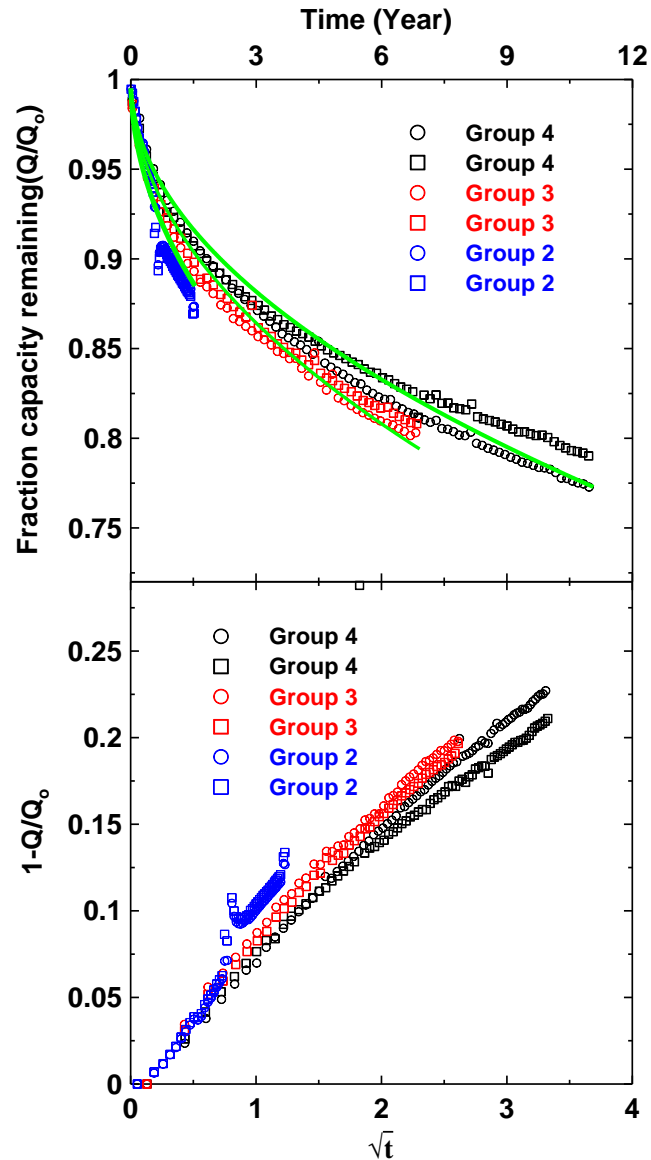 Time (Year)
0 3 6 9 12
1
0.95
0.9
0.85
0.8
0.75
Fraction capacity remaining(Q/Qₒ)
Group 4
Group 4
Group 3
Group 3
Group 2
Group 2
0.25
0.2
0.15
0.1
0.05
0
1-Q/Qₒ
Group 4
Group 4
Group 3
Group 3
Group 2
Group 2
0 1 2 3 4
√t